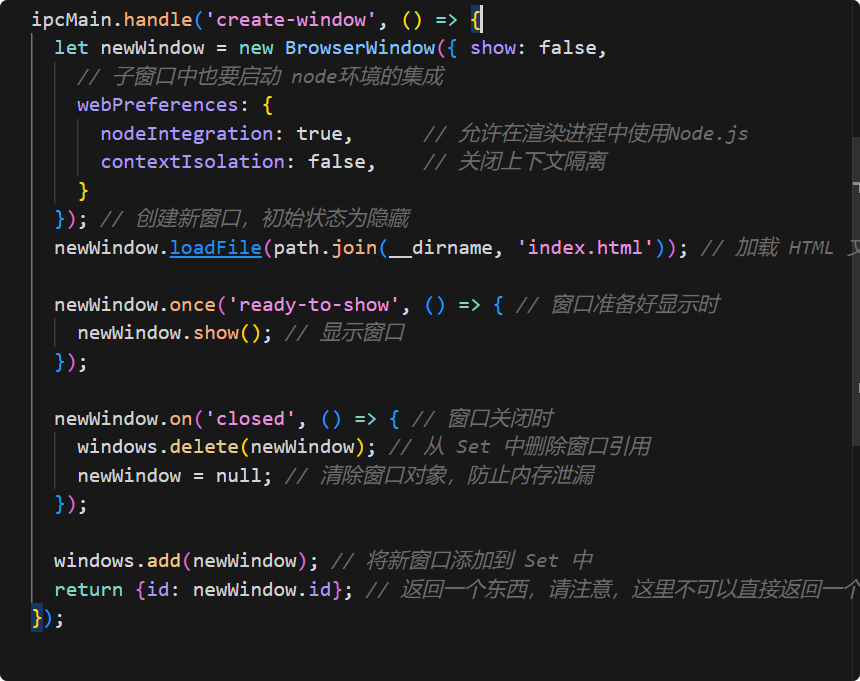 ipcMain.handle('create-window', () => {
let newWindow = new BrowserWindow({ show: false,
// 子窗口中也要启动 node环境的集成
webPreferences: {
nodeIntegration: true, // 允许在渲染进程中使用Node.js
contextIsolation: false, // 关闭上下文隔离
}
}); // 创建新窗口，初始状态为隐藏
newWindow.loadFile(path.join(__dirname, 'index.html')); // 加载 HTML 文
newWindow.once('ready-to-show', () => { // 窗口准备好显示时
newWindow.show(); // 显示窗口
});
newWindow.on('closed', () => { // 窗口关闭时
windows.delete(newWindow); // 从 Set 中删除窗口引用
newWindow = null; // 清除窗口对象，防止内存泄漏
});
windows.add(newWindow); // 将新窗口添加到 Set 中
return {id: newWindow.id}; // 返回一个东西，请注意，这里不可以直接返回一个
});